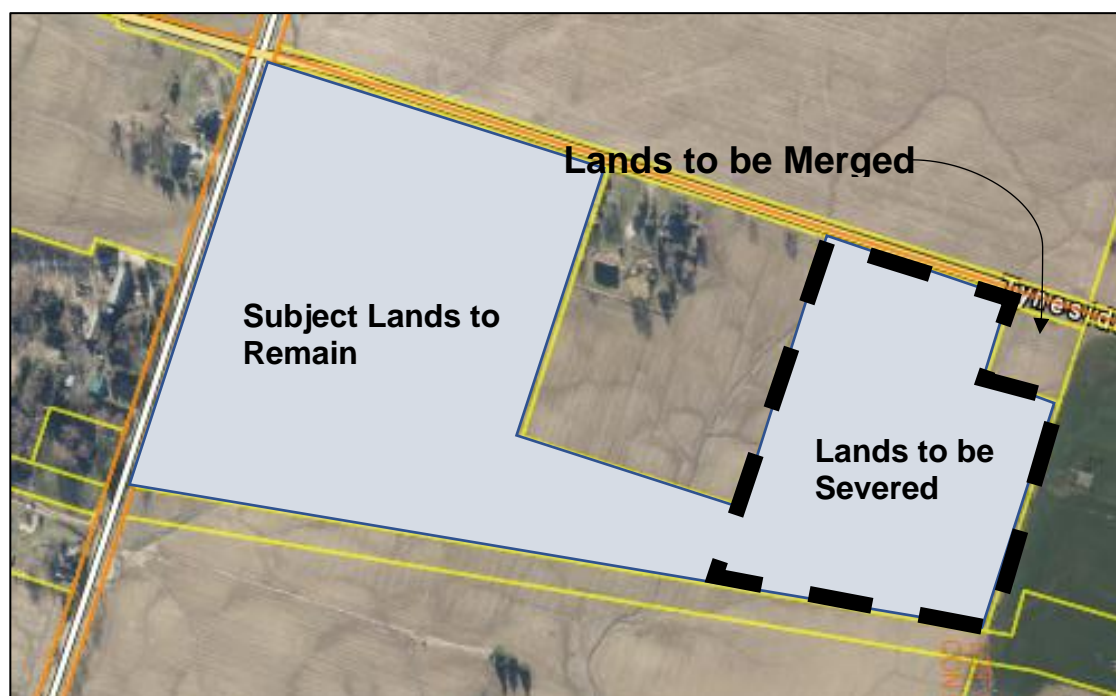 Lands to be Merged
Subject Lands to
Remain
Lands to be
Severed